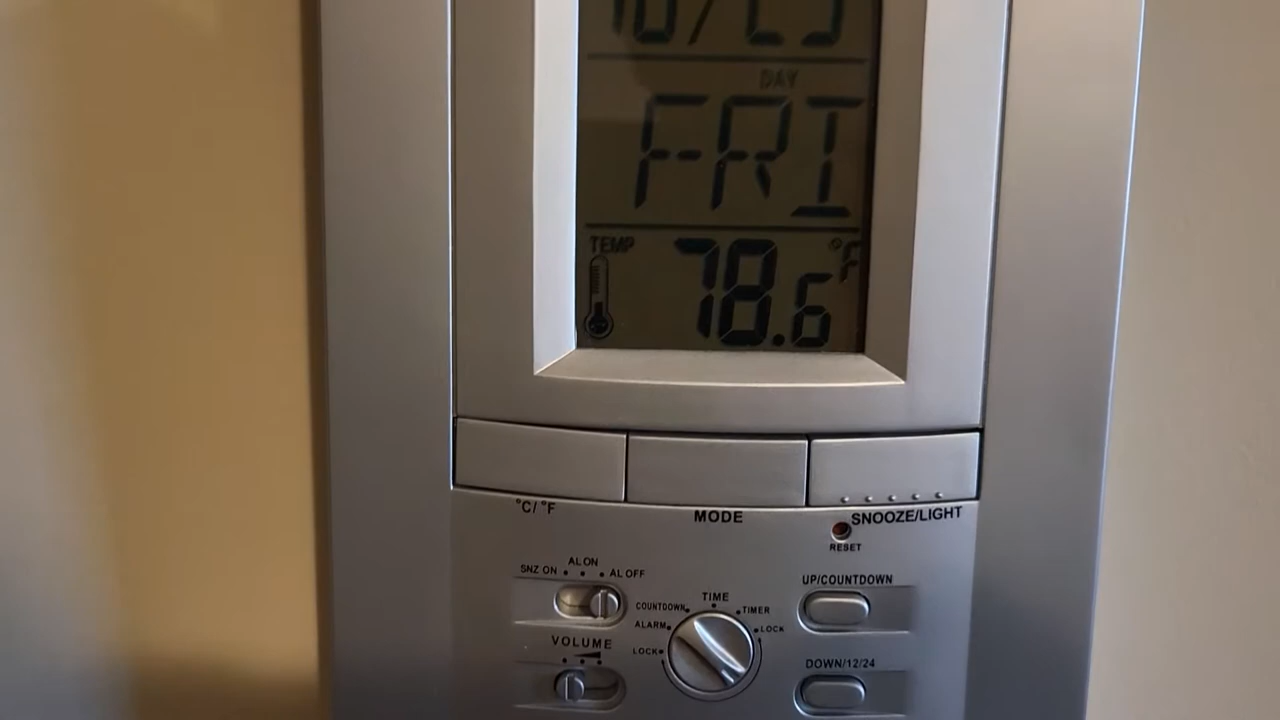 DAY
FRI
TEMP
78.6°F
°C/°F
MODE
SNOOZE/LIGHT
RESET
SNZ ON • AL ON • AL OFF
UP/COUNTDOWN
TIME
COUNTDOWN
TIMER
ALARM
LOCK
VOLUME
LOCK
DOWN/12/24